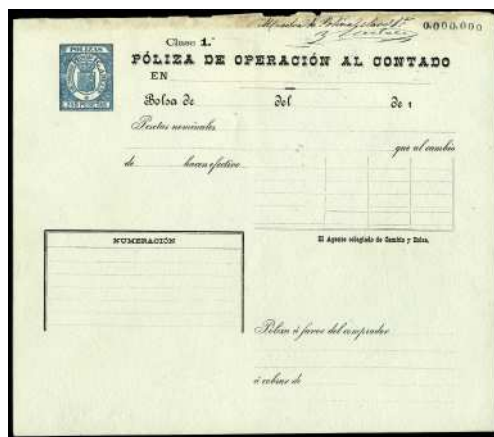 0.000.000
Clase 1.ª
POLIZAS
PÓLIZA DE OPERACIÓN AL CONTADO
EN
Bolsa de del de 1
Pesetas nominales
que al cambio
de hacen efectivo
NUMERACIÓN
El Agente colegiado de Cambio y Bolsa,
Póliza á favor del comprador
á cobrar de